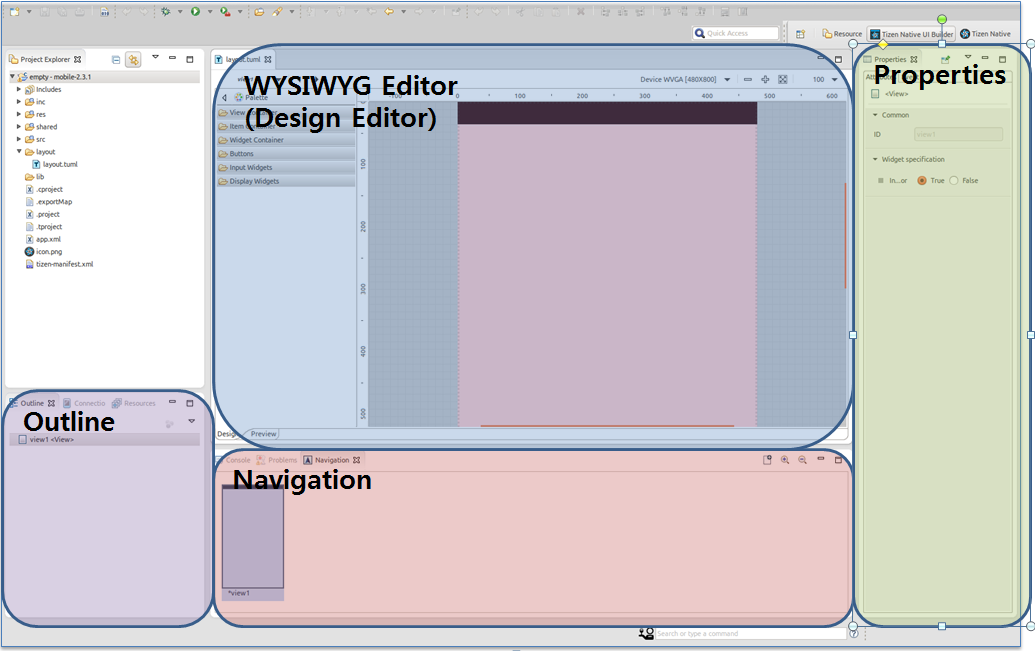 Quick Access
Resource
Tizen Native UI Builder
Tizen Native
Project Explorer
empty - mobile-2.3.1
Includes
inc
res
shared
src
layout
layout.tuml
lib
.cproject
.exportMap
.project
.tproject
app.xml
icon.png
tizen-manifest.xml
layout.tuml
WYSIWYG Editor
(Design Editor)
Device WVGA [480X800]
100
Palette
Widget Container
Buttons
Input Widgets
Display Widgets
0 100 200 300 400 500 600
100
200
300
400
500
Design
Preview
Properties
Properties
<View>
Common
ID
view1
Widget specification
In...or
True
False
Outline
Connectio
Resources
Outline
view1 <View>
Console
Problems
Navigation
Navigation
*view1
Search or type a command